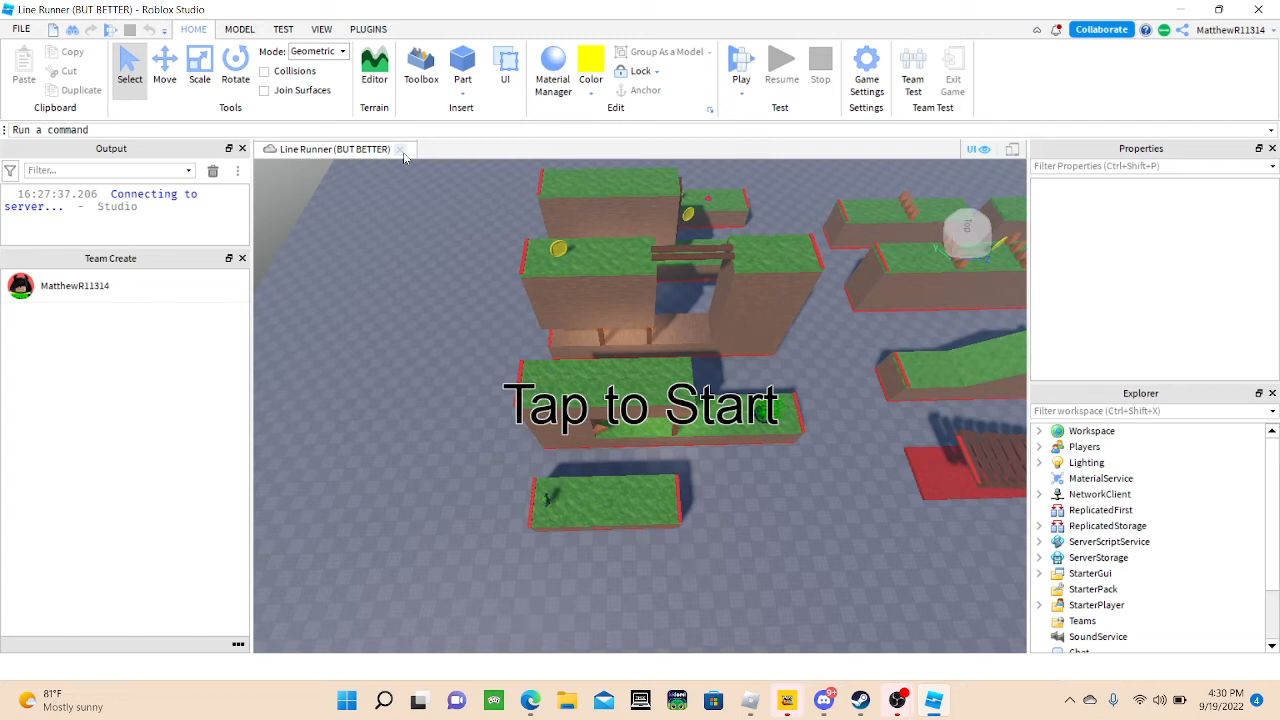 Line Runner (BUT BETTER) - Roblox Studio
FILE HOME MODEL TEST VIEW PLUGINS Collaborate MatthewR11314
Paste Copy Cut Duplicate
Clipboard
Select Move Scale Rotate
Mode: Geometric
Collisions
Join Surfaces
Tools
Editor
Terrain
Toolbox Part UI
Insert
Material Manager Color Group As a Model Lock Anchor
Edit
Play Resume Stop
Test
Game Settings
Settings
Team Test Exit Game
Team Test
Run a command
Output
Filter...
16:27:37.206 Connecting to
server... - Studio
Team Create
MatthewR11314
Line Runner (BUT BETTER)
UI
Top
Y
Z
Tap to Start
Properties
Filter Properties (Ctrl+Shift+P)
Explorer
Filter workspace (Ctrl+Shift+X)
Workspace
Players
Lighting
MaterialService
NetworkClient
ReplicatedFirst
ReplicatedStorage
ServerScriptService
ServerStorage
StarterGui
StarterPack
StarterPlayer
Teams
SoundService
Chat
81°F
Mostly sunny
9+
4:30 PM
9/19/2022
4